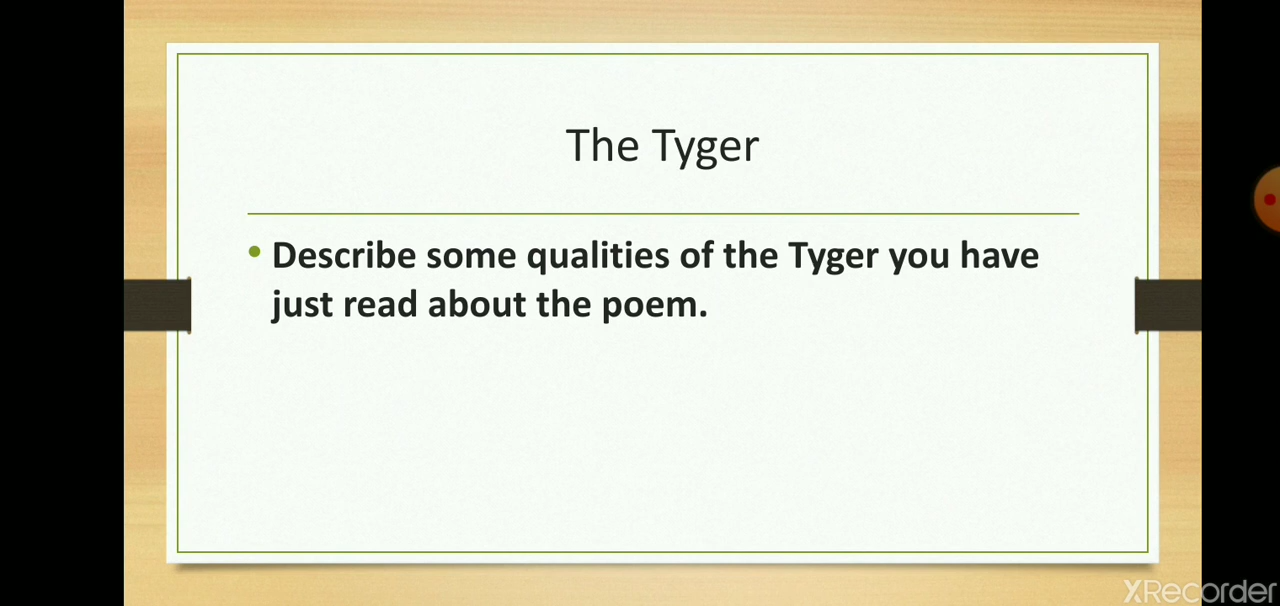 The Tyger
• Describe some qualities of the Tyger you have
just read about the poem.
XRecorder